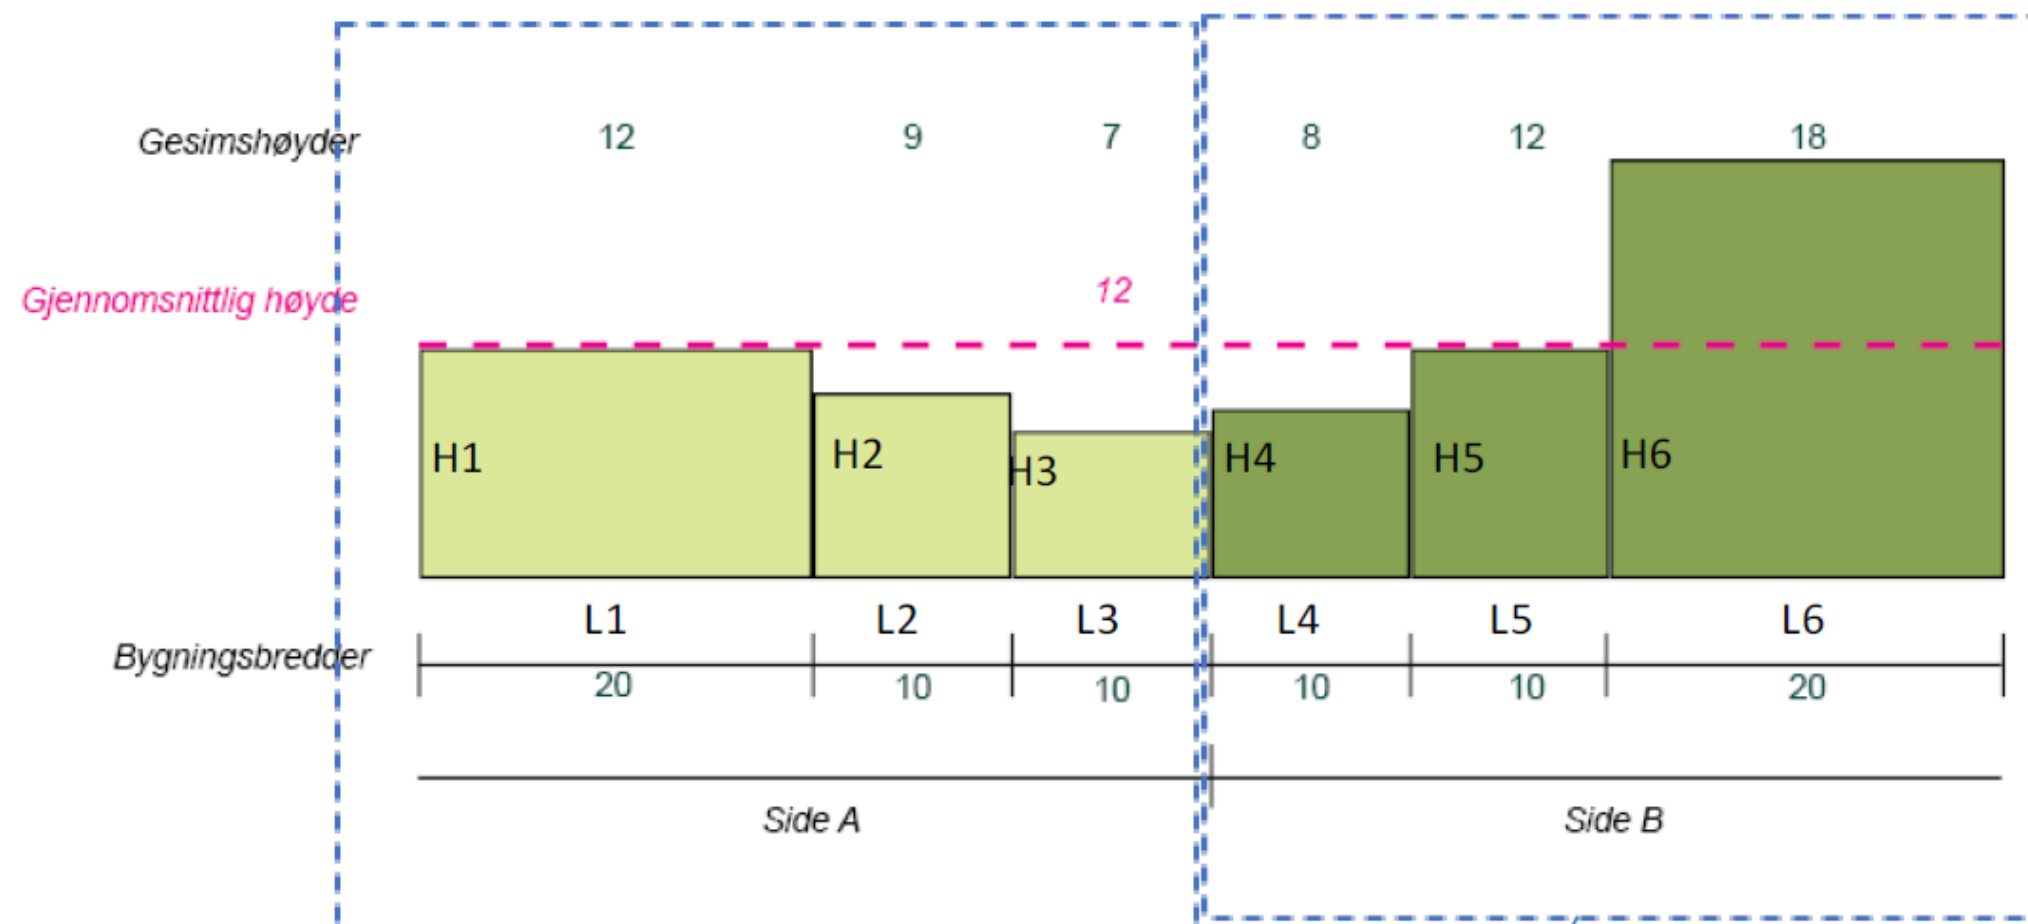 Gesimshøyder 12 9 7 8 12 18
Gjennomsnittlig høyde 12
H1 H2 H3 H4 H5 H6
L1 L2 L3 L4 L5 L6
Bygningsbredder
20 10 10 10 10 20
Side A Side B